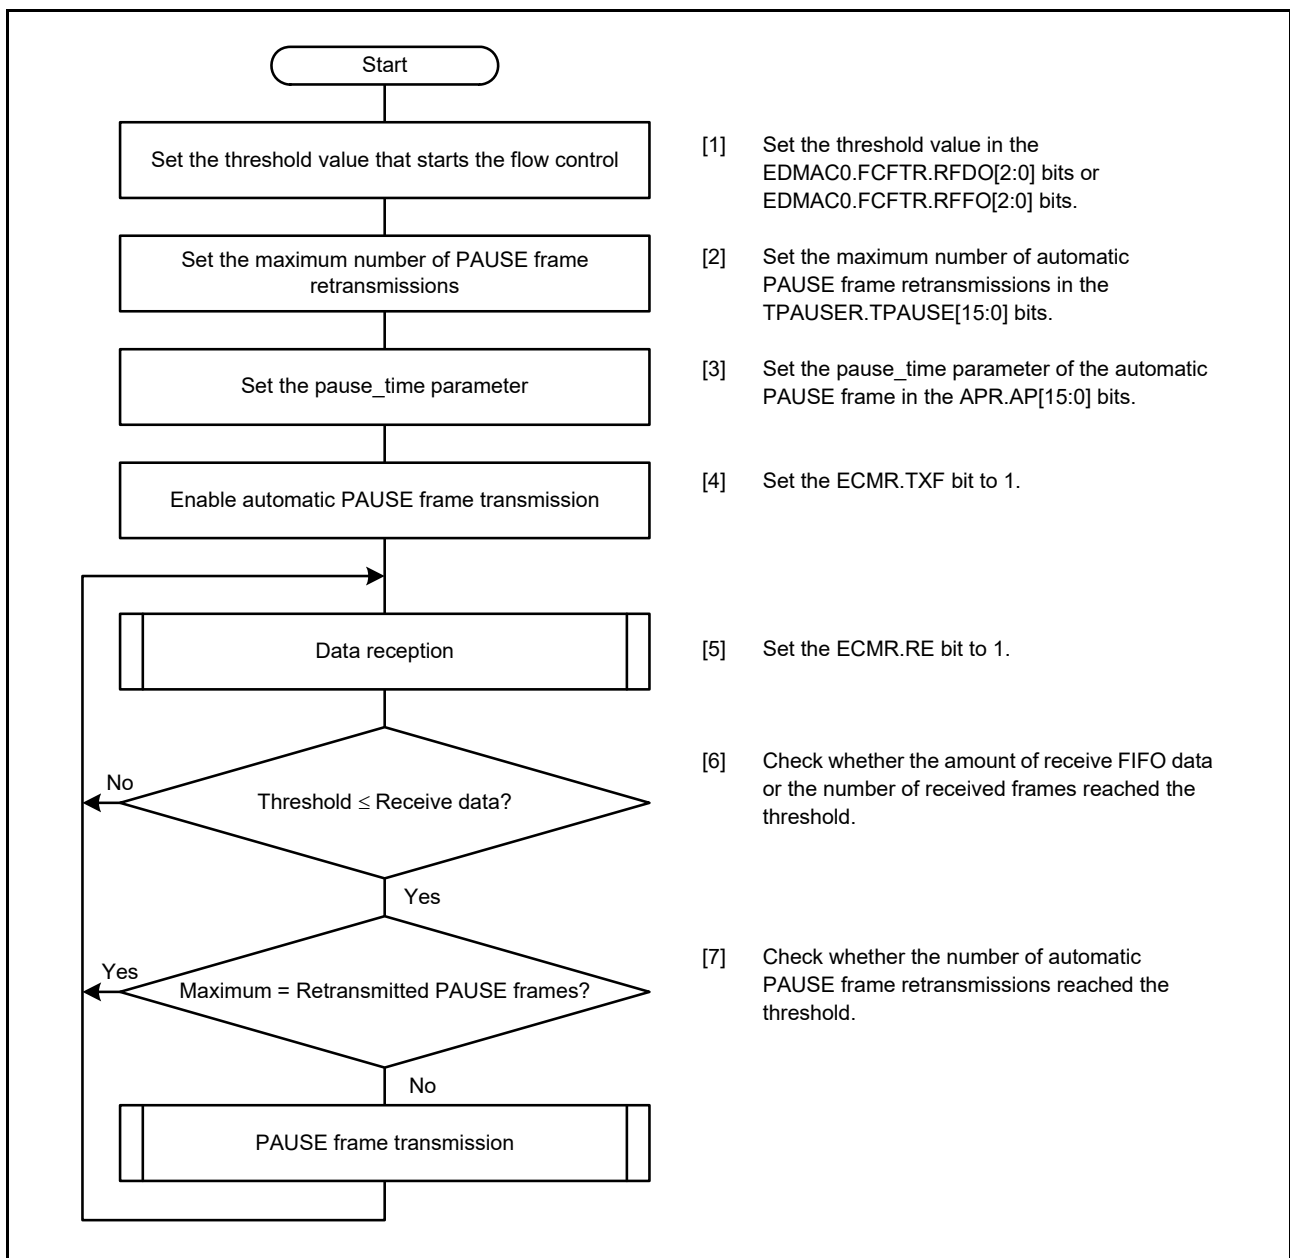 Start
Set the threshold value that starts the flow control
[1] Set the threshold value in the
EDMAC0.FCFTR.RFDO[2:0] bits or
EDMAC0.FCFTR.RFFO[2:0] bits.
Set the maximum number of PAUSE frame
retransmissions
[2] Set the maximum number of automatic
PAUSE frame retransmissions in the
TPAUSER.TPAUSE[15:0] bits.
Set the pause_time parameter
[3] Set the pause_time parameter of the automatic
PAUSE frame in the APR.AP[15:0] bits.
Enable automatic PAUSE frame transmission
[4] Set the ECMR.TXF bit to 1.
Data reception
[5] Set the ECMR.RE bit to 1.
No
Threshold ≤ Receive data?
[6] Check whether the amount of receive FIFO data
or the number of received frames reached the
threshold.
Yes
Yes
Maximum = Retransmitted PAUSE frames?
[7] Check whether the number of automatic
PAUSE frame retransmissions reached the
threshold.
No
PAUSE frame transmission